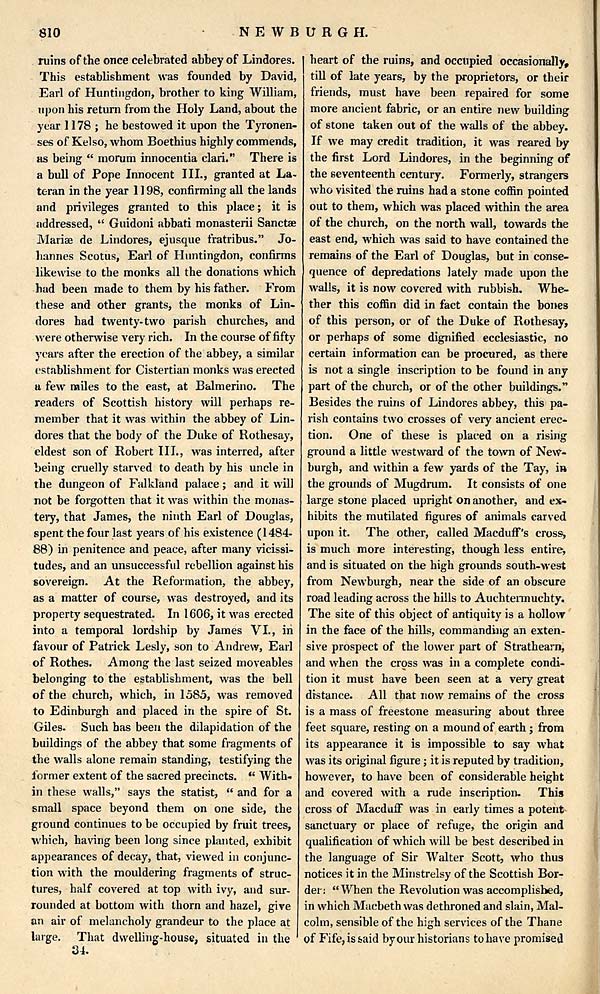 810
NEWBURGH.
ruins of the once celebrated abbey of Lindores.
This establishment was founded by David,
Earl of Huntingdon, brother to king William,
upon his return from the Holy Land, about the
year 1178 ; he bestowed it upon the Tyronen-
ses of Kelso, whom Boethius highly commends,
as being “ morum innocentia clari.” There is
a bull of Pope Innocent III., granted at La-
teran in the year 1198, confirming all the lands
and privileges granted to this place; it is
addressed, “ Guidoni abbati monasterii Sanctæ
Mariæ de Lindores, ejusque fratribus.” Jo-
hannes Scotus, Earl of Huntingdon, confirms
likewise to the monks all the donations which
had been made to them by his father. From
these and other grants, the monks of Lin-
dores had twenty-two parish churches, and
were otherwise very rich. In the course of fifty
years after the erection of the abbey, a similar
establishment for Cistertian monks was erected
a few miles to the east, at Balmerino. The
readers of Scottish history will perhaps re-
member that it was within the abbey of Lin-
dores that the body of the Duke of Rothesay,
eldest son of Robert III., was interred, after
being cruelly starved to death by his uncle in
the dungeon of Falkland palace ; and it will
not be forgotten that it was within the monas-
tery, that James, the ninth Earl of Douglas,
spent the four last years of his existence (1484-
88) in penitence and peace, after many vicissi-
tudes, and an unsuccessful rebellion against his
sovereign. At the Reformation, the abbey,
as a matter of course, was destroyed, and its
property sequestrated. In 1606, it was erected
into a temporal lordship by James VI., in
favour of Patrick Lesly, son to Andrew, Earl
of Rothes. Among the last seized moveables
belonging to the establishment, was the bell
of the church, which, in 1585, was removed
to Edinburgh and placed in the spire of St.
Giles. Such has been the dilapidation of the
buildings of the abbey that some fragments of
the walls alone remain standing, testifying the
former extent of the sacred precincts. “ With-
in these walls,” says the statist, “ and for a
small space beyond them on one side, the
ground continues to be occupied by fruit trees,
which, having been long since planted, exhibit
appearances of decay, that, viewed in conjunc-
tion with the mouldering fragments of struc-
tures, half covered at top with ivy, and sur-
rounded at bottom with thorn and hazel, give
an air of melancholy grandeur to the place at
large. That dwelling-house, situated in the
34.
heart of the ruins, and occupied occasionally,
till of late years, by the proprietors, or their
friends, must have been repaired for some
more ancient fabric, or an entire new building
of stone taken out of the walls of the abbey.
If we may credit tradition, it was reared by
the first Lord Lindores, in the beginning of
the seventeenth century. Formerly, strangers
who visited the ruins had a stone coffin pointed
out to them, which was placed within the area
of the church, on the north wall, towards the
east end, which was said to have contained the
remains of the Earl of Douglas, but in conse-
quence of depredations lately made upon the
walls, it is now covered with rubbish. Whe-
ther this coffin did in fact contain the bones
of this person, or of the Duke of Rothesay,
or perhaps of some dignified ecclesiastic, no
certain information can be procured, as there
is not a single inscription to be found in any
part of the church, or of the other buildings.”
Besides the ruins of Lindores abbey, this pa-
rish contains two crosses of very ancient erec-
tion. One of these is placed on a rising
ground a little westward of the town of New-
burgh, and within a few yards of the Tay, in
the grounds of Mugdrum. It consists of one
large stone placed upright on another, and ex-
hibits the mutilated figures of animals carved
upon it. The other, called Macduff's cross,
is much more interesting, though less entire,
and is situated on the high grounds south-west
from Newburgh, near the side of an obscure
road leading across the hills to Auchtermuchty.
The site of this object of antiquity is a hollow
in the face of the hills, commanding an exten-
sive prospect of the lower part of Strathearn,
and when the cross was in a complete condi-
tion it must have been seen at a very great
distance. All that now remains of the cross
is a mass of freestone measuring about three
feet square, resting on a mound of earth ; from
its appearance it is impossible to say what
was its original figure ; it is reputed by tradition,
however, to have been of considerable height
and covered with a rude inscription. This
cross of Macduff was in early times a potent
sanctuary or place of refuge, the origin and
qualification of which will be best described in
the language of Sir Walter Scott, who thus
notices it in the Minstrelsy of the Scottish Bor-
der: “When the Revolution was accomplished,
in which Macbeth was dethroned and slain, Mal-
colm, sensible of the high services of the Thane
of Fife, is said by our historians to have promised